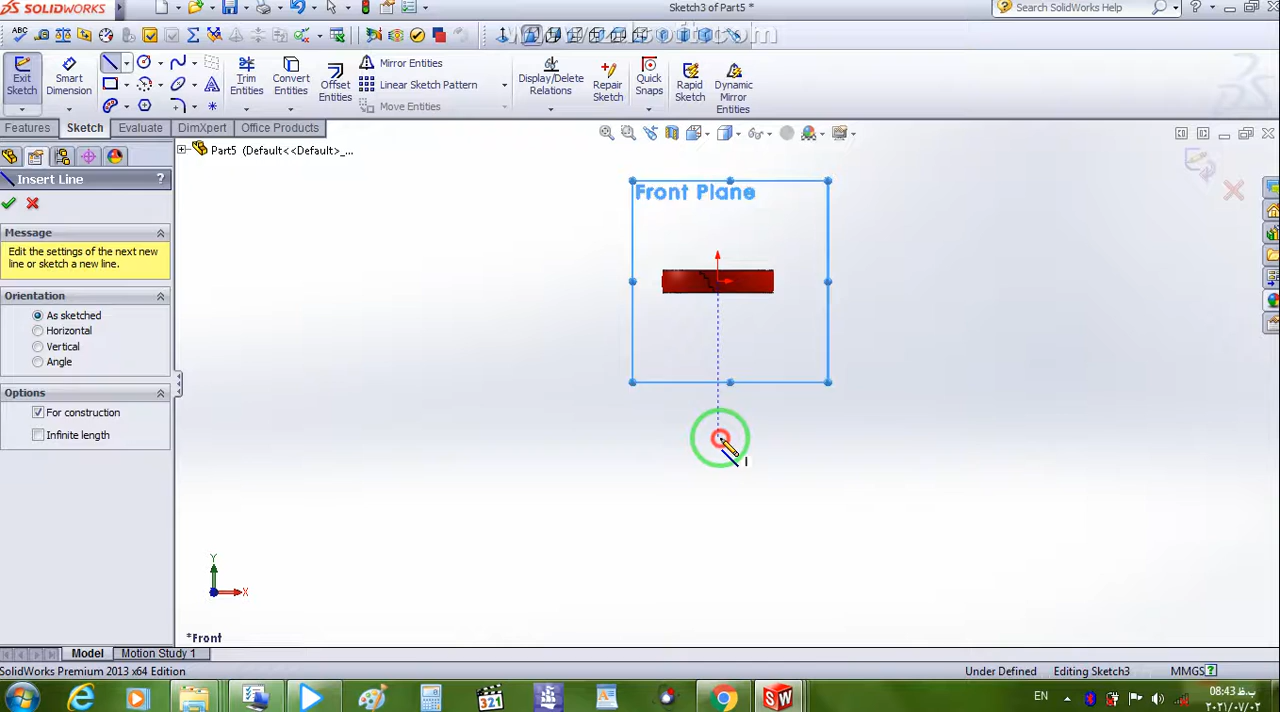 SOLIDWORKS
Sketch3 of Part5 *
Search SolidWorks Help
Exit Sketch
Smart Dimension
Trim Entities
Convert Entities
Offset Entities
Mirror Entities
Linear Sketch Pattern
Move Entities
Display/Delete Relations
Repair Sketch
Quick Snaps
Rapid Sketch
Dynamic Mirror Entities
Features
Sketch
Evaluate
DimXpert
Office Products
Part5 (Default<<Default>_...
Insert Line
?
Message
Edit the settings of the next new
line or sketch a new line.
Orientation
As sketched
Horizontal
Vertical
Angle
Options
For construction
Infinite length
Front Plane
Y
X
*Front
Model
Motion Study 1
SolidWorks Premium 2013 x64 Edition
Under Defined
Editing Sketch3
MMGS
EN
08:43 ب.ظ
۲۰۲۱/۰۷/۰۲